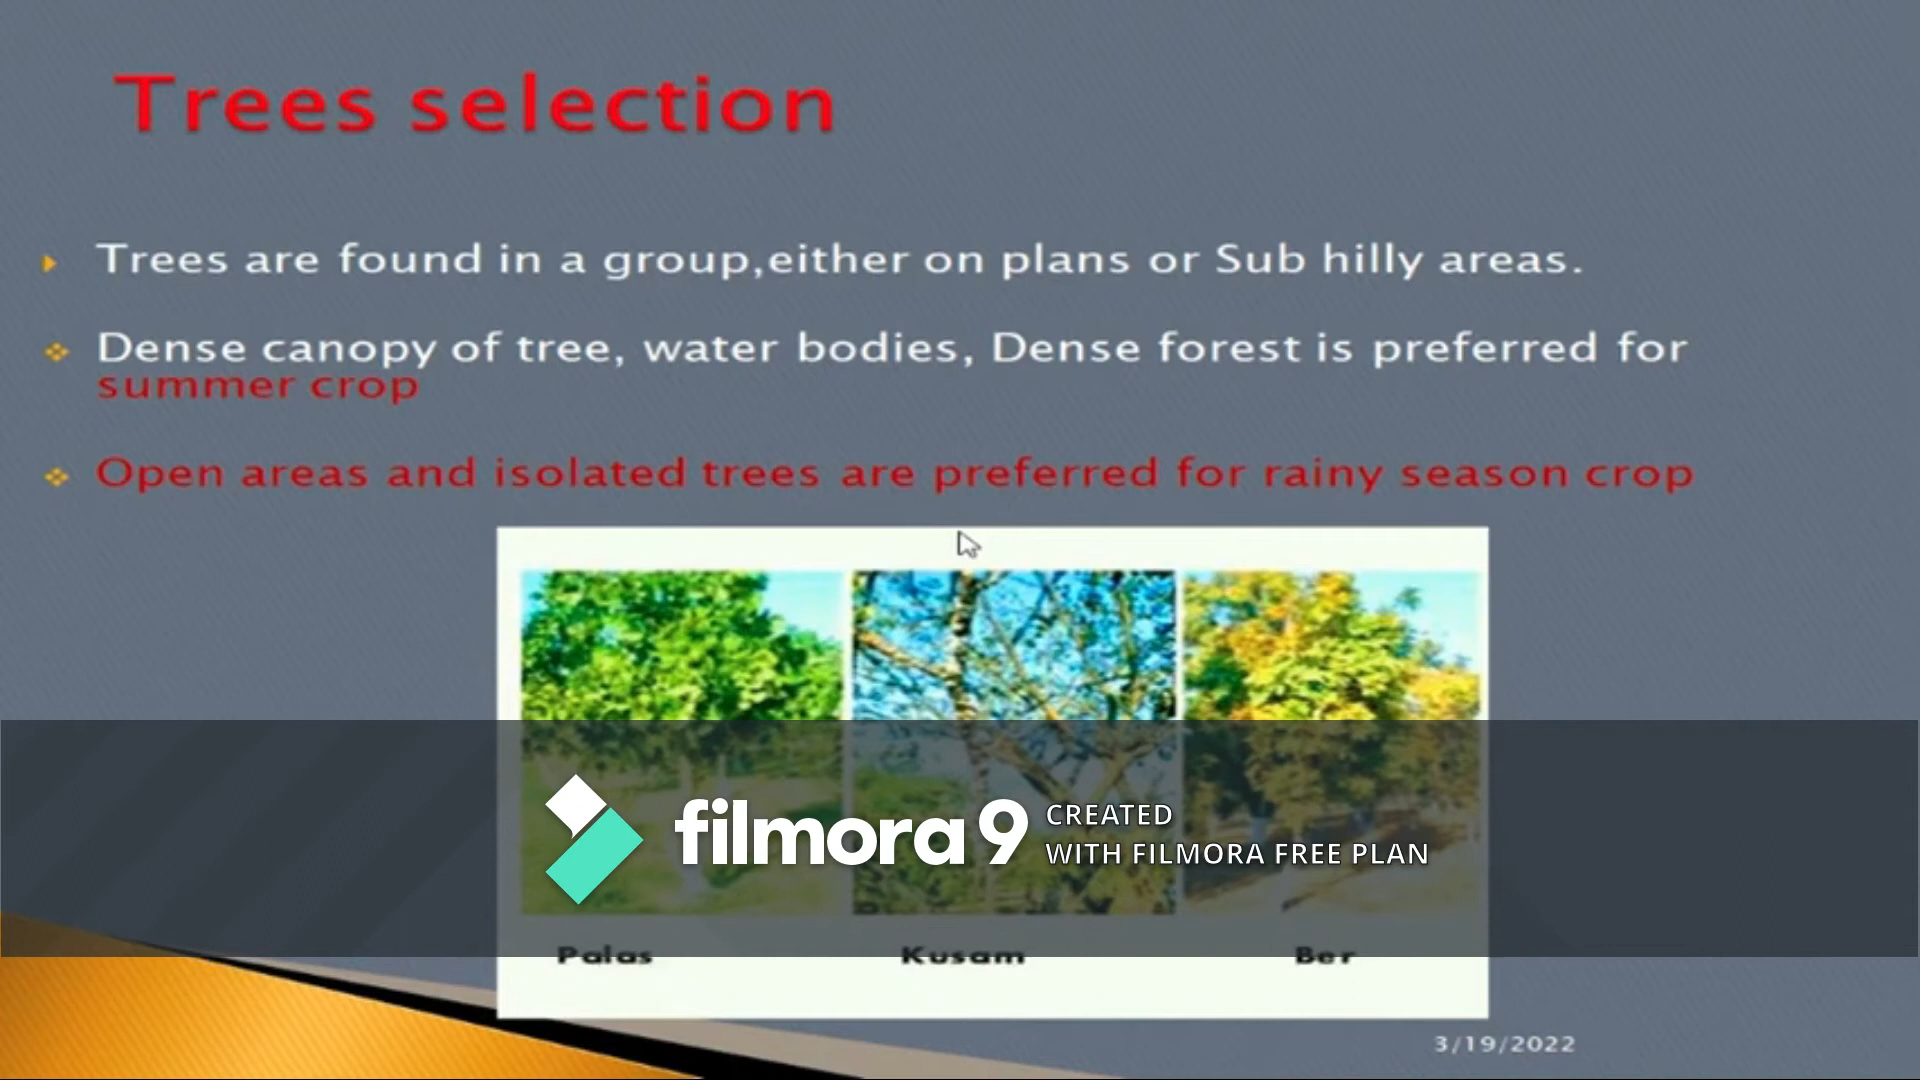 Trees selection
Trees are found in a group,either on plans or Sub hilly areas.
Dense canopy of tree, water bodies, Dense forest is preferred for
summer crop
Open areas and isolated trees are preferred for rainy season crop
filmora9 CREATED
WITH FILMORA FREE PLAN
Palas Kusam Ber
3/19/2022